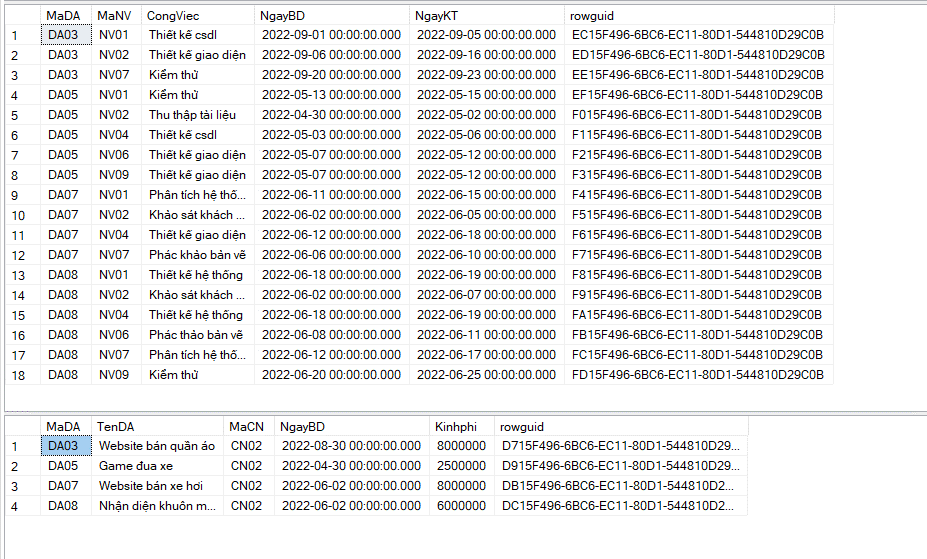 MaDA MaNV CongViec NgayBD NgayKT rowguid
1 DA03 NV01 Thiết kế csdl 2022-09-01 00:00:00.000 2022-09-05 00:00:00.000 EC15F496-6BC6-EC11-80D1-544810D29C0B
2 DA03 NV02 Thiết kế giao diện 2022-09-06 00:00:00.000 2022-09-16 00:00:00.000 ED15F496-6BC6-EC11-80D1-544810D29C0B
3 DA03 NV07 Kiểm thử 2022-09-20 00:00:00.000 2022-09-23 00:00:00.000 EE15F496-6BC6-EC11-80D1-544810D29C0B
4 DA05 NV01 Kiểm thử 2022-05-13 00:00:00.000 2022-05-15 00:00:00.000 EF15F496-6BC6-EC11-80D1-544810D29C0B
5 DA05 NV02 Thu thập tài liệu 2022-04-30 00:00:00.000 2022-05-02 00:00:00.000 F015F496-6BC6-EC11-80D1-544810D29C0B
6 DA05 NV04 Thiết kế csdl 2022-05-03 00:00:00.000 2022-05-06 00:00:00.000 F115F496-6BC6-EC11-80D1-544810D29C0B
7 DA05 NV06 Thiết kế giao diện 2022-05-07 00:00:00.000 2022-05-12 00:00:00.000 F215F496-6BC6-EC11-80D1-544810D29C0B
8 DA05 NV09 Thiết kế giao diện 2022-05-07 00:00:00.000 2022-05-12 00:00:00.000 F315F496-6BC6-EC11-80D1-544810D29C0B
9 DA07 NV01 Phân tích hệ thố... 2022-06-11 00:00:00.000 2022-06-15 00:00:00.000 F415F496-6BC6-EC11-80D1-544810D29C0B
10 DA07 NV02 Khảo sát khách ... 2022-06-02 00:00:00.000 2022-06-05 00:00:00.000 F515F496-6BC6-EC11-80D1-544810D29C0B
11 DA07 NV04 Thiết kế giao diện 2022-06-12 00:00:00.000 2022-06-18 00:00:00.000 F615F496-6BC6-EC11-80D1-544810D29C0B
12 DA07 NV07 Phác khảo bản vẽ 2022-06-06 00:00:00.000 2022-06-10 00:00:00.000 F715F496-6BC6-EC11-80D1-544810D29C0B
13 DA08 NV01 Thiết kế hệ thống 2022-06-18 00:00:00.000 2022-06-19 00:00:00.000 F815F496-6BC6-EC11-80D1-544810D29C0B
14 DA08 NV02 Khảo sát khách ... 2022-06-02 00:00:00.000 2022-06-07 00:00:00.000 F915F496-6BC6-EC11-80D1-544810D29C0B
15 DA08 NV04 Thiết kế hệ thống 2022-06-18 00:00:00.000 2022-06-19 00:00:00.000 FA15F496-6BC6-EC11-80D1-544810D29C0B
16 DA08 NV06 Phác thảo bản vẽ 2022-06-08 00:00:00.000 2022-06-11 00:00:00.000 FB15F496-6BC6-EC11-80D1-544810D29C0B
17 DA08 NV07 Phân tích hệ thố... 2022-06-12 00:00:00.000 2022-06-17 00:00:00.000 FC15F496-6BC6-EC11-80D1-544810D29C0B
18 DA08 NV09 Kiểm thử 2022-06-20 00:00:00.000 2022-06-25 00:00:00.000 FD15F496-6BC6-EC11-80D1-544810D29C0B
MaDA TenDA MaCN NgayBD Kinhphi rowguid
1 DA03 Website bán quần áo CN02 2022-08-30 00:00:00.000 8000000 D715F496-6BC6-EC11-80D1-544810D29...
2 DA05 Game đua xe CN02 2022-04-30 00:00:00.000 2500000 D915F496-6BC6-EC11-80D1-544810D29...
3 DA07 Website bán xe hơi CN02 2022-06-02 00:00:00.000 8000000 DB15F496-6BC6-EC11-80D1-544810D2...
4 DA08 Nhận diện khuôn m... CN02 2022-06-02 00:00:00.000 6000000 DC15F496-6BC6-EC11-80D1-544810D2...